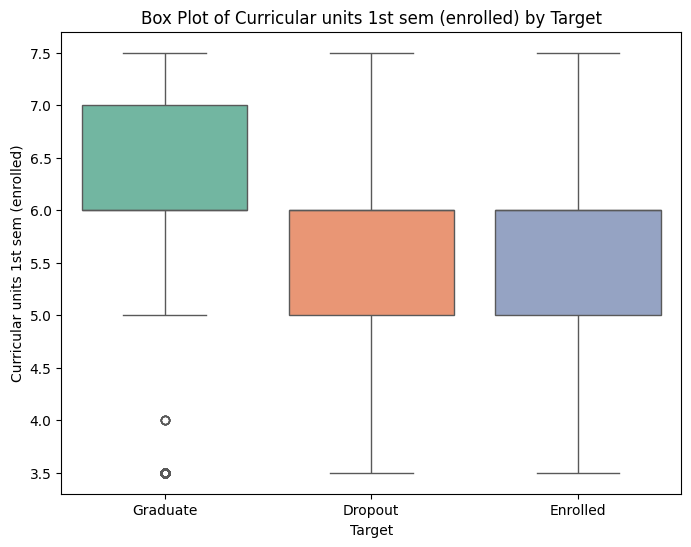 Box Plot of Curricular units 1st sem (enrolled) by Target
Curricular units 1st sem (enrolled)
7.5
7.0
6.5
6.0
5.5
5.0
4.5
4.0
3.5
Graduate Dropout Enrolled
Target